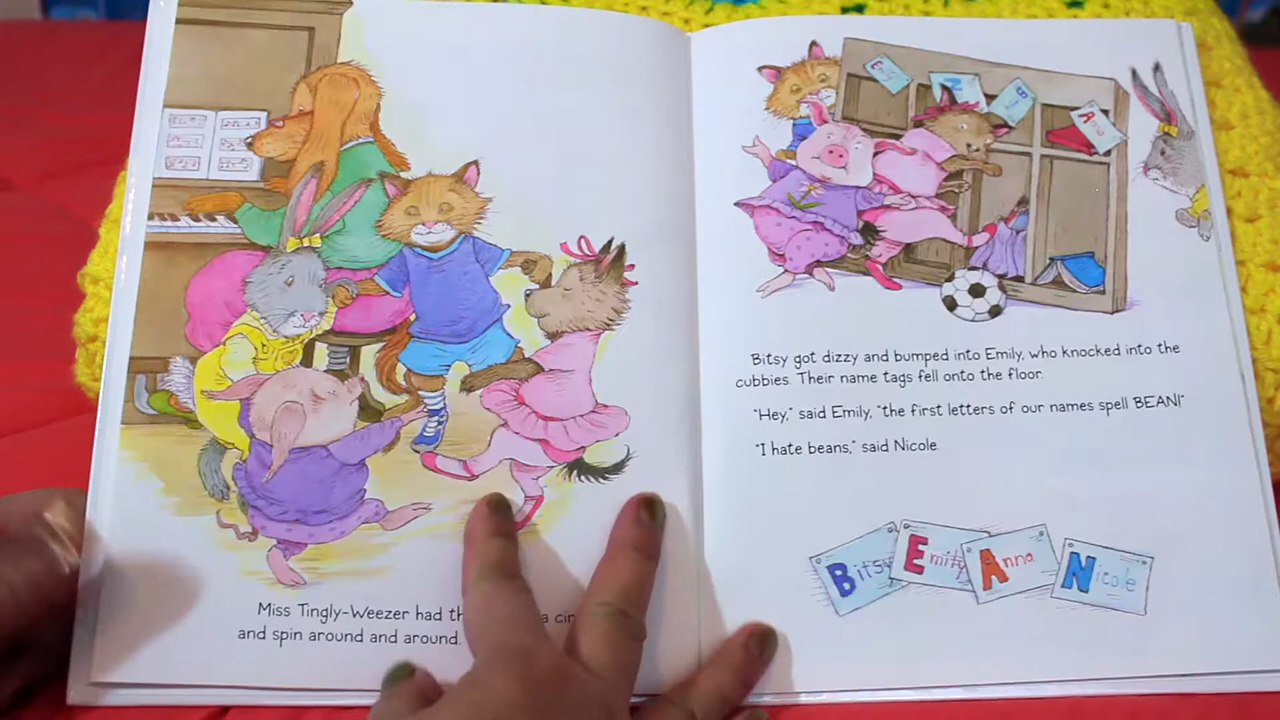 Miss Tingly-Weezer had a
and spin around and around.
Bitsy got dizzy and bumped into Emily, who knocked into the
cubbies. Their name tags fell onto the floor.
"Hey," said Emily, "the first letters of our names spell BEAN!"
"I hate beans," said Nicole.
Bitsy Emily Anna Nicole
E
N
B
Anna